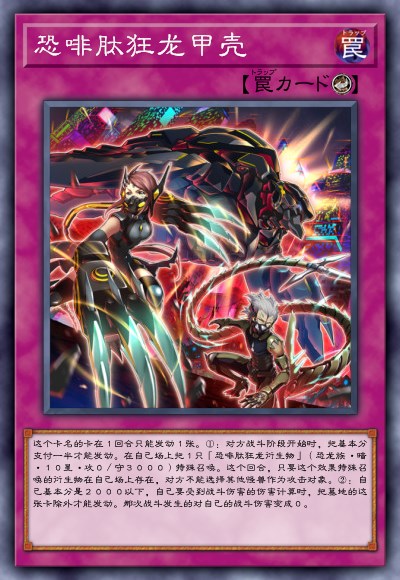 恐啡肽狂龙甲壳
トラップ
罠
トラップ
【罠カード】
这个卡名的卡在1回合只能发动1张。①：对方战斗阶段开始时，把基本分
支付一半才能发动。在自己场上把1只「恐啡肽狂龙衍生物」（恐龙族・暗
・10星・攻0／守3000）特殊召唤。这个回合，只要这个效果特殊召
唤的衍生物在自己场上存在，对方不能选择其他怪兽作为攻击对象。②：自
己基本分是2000以下，自己要受到战斗伤害的伤害计算时，把墓地的这
张卡除外才能发动。那次战斗发生的对自己的战斗伤害变成0。